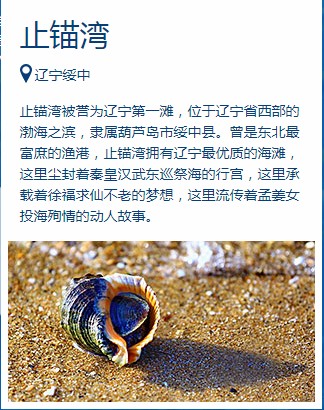 止锚湾
辽宁绥中
止锚湾被誉为辽宁第一滩，位于辽宁省西部的
渤海之滨，隶属葫芦岛市绥中县。曾是东北最
富庶的渔港，止锚湾拥有辽宁最优质的海滩，
这里尘封着秦皇汉武东巡祭海的行宫，这里承
载着徐福求仙不老的梦想，这里流传着孟姜女
投海殉情的动人故事。